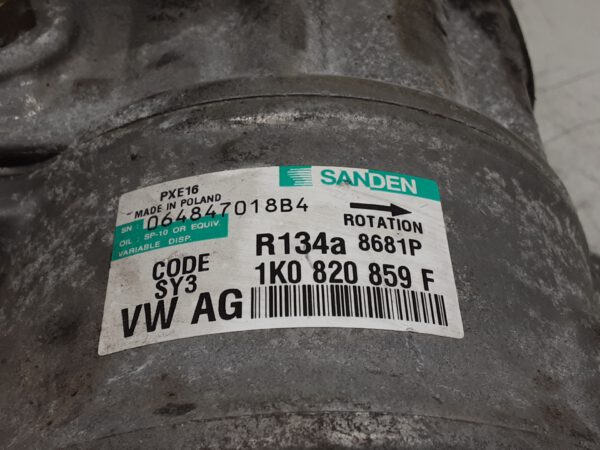 SANDEN
PXE16
MADE IN POLAND
SN: 064847018B4
OIL: SP-10 OR EQUIV.
VARIABLE DISP.
ROTATION
R134a 8681P
CODE
SY3
1K0 820 859 F
VW AG